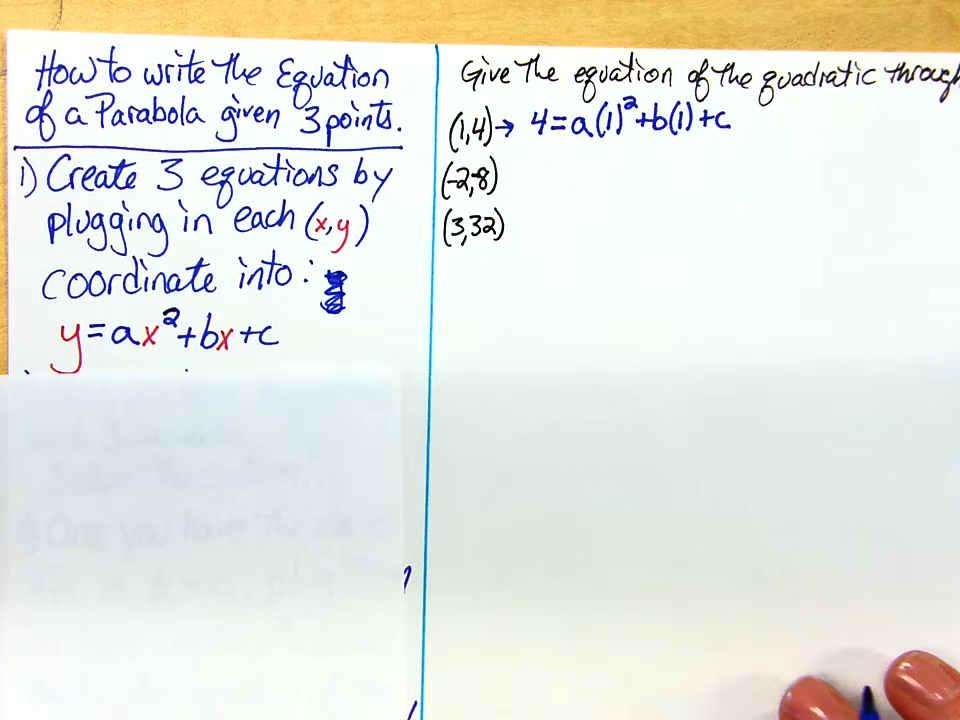 How to write the Equation
of a Parabola given 3 points.
1) Create 3 equations by
plugging in each (x,y)
coordinate into:
y=ax²+bx+c
Give the equation of the quadratic through
(1,4)→ 4=a(1)²+b(1)+c
(-2,-8)
(3,32)